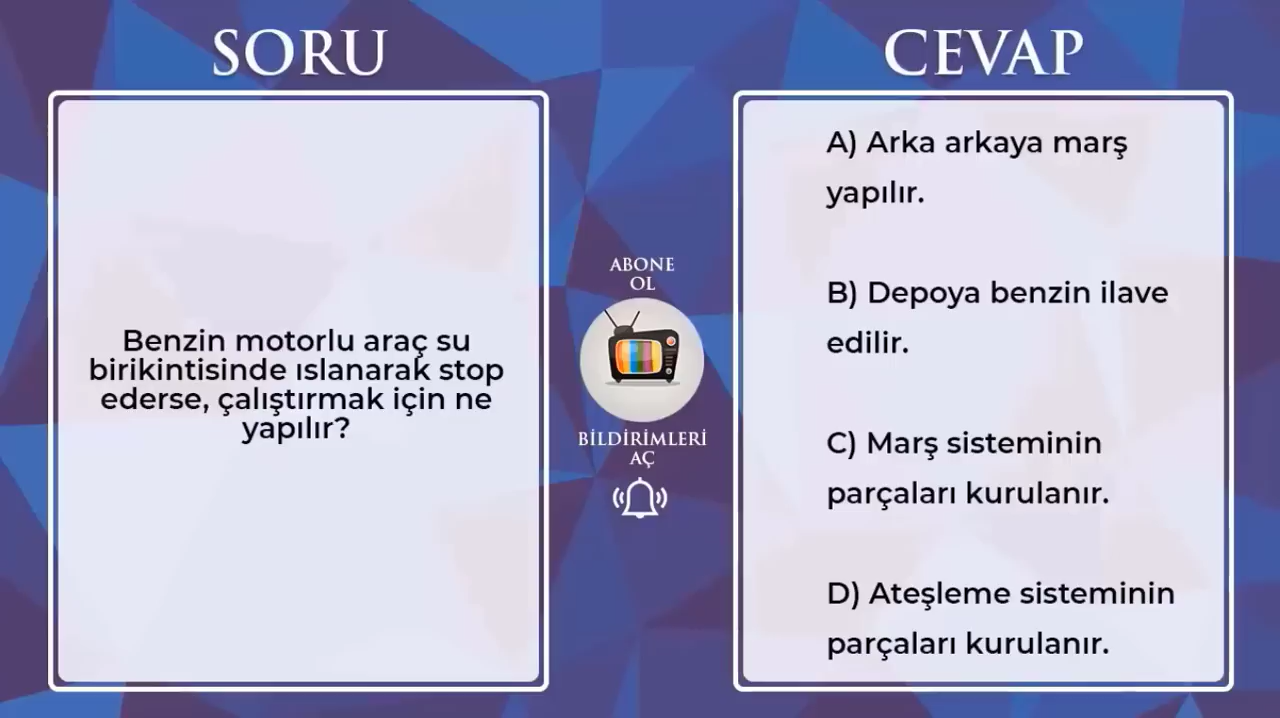 SORU
Benzin motorlu araç su
birikintisinde ıslanarak stop
ederse, çalıştırmak için ne
yapılır?
ABONE
OL
BİLDİRİMLERİ
AÇ
CEVAP
A) Arka arkaya marş
yapılır.
B) Depoya benzin ilave
edilir.
C) Marş sisteminin
parçaları kurulanır.
D) Ateşleme sisteminin
parçaları kurulanır.